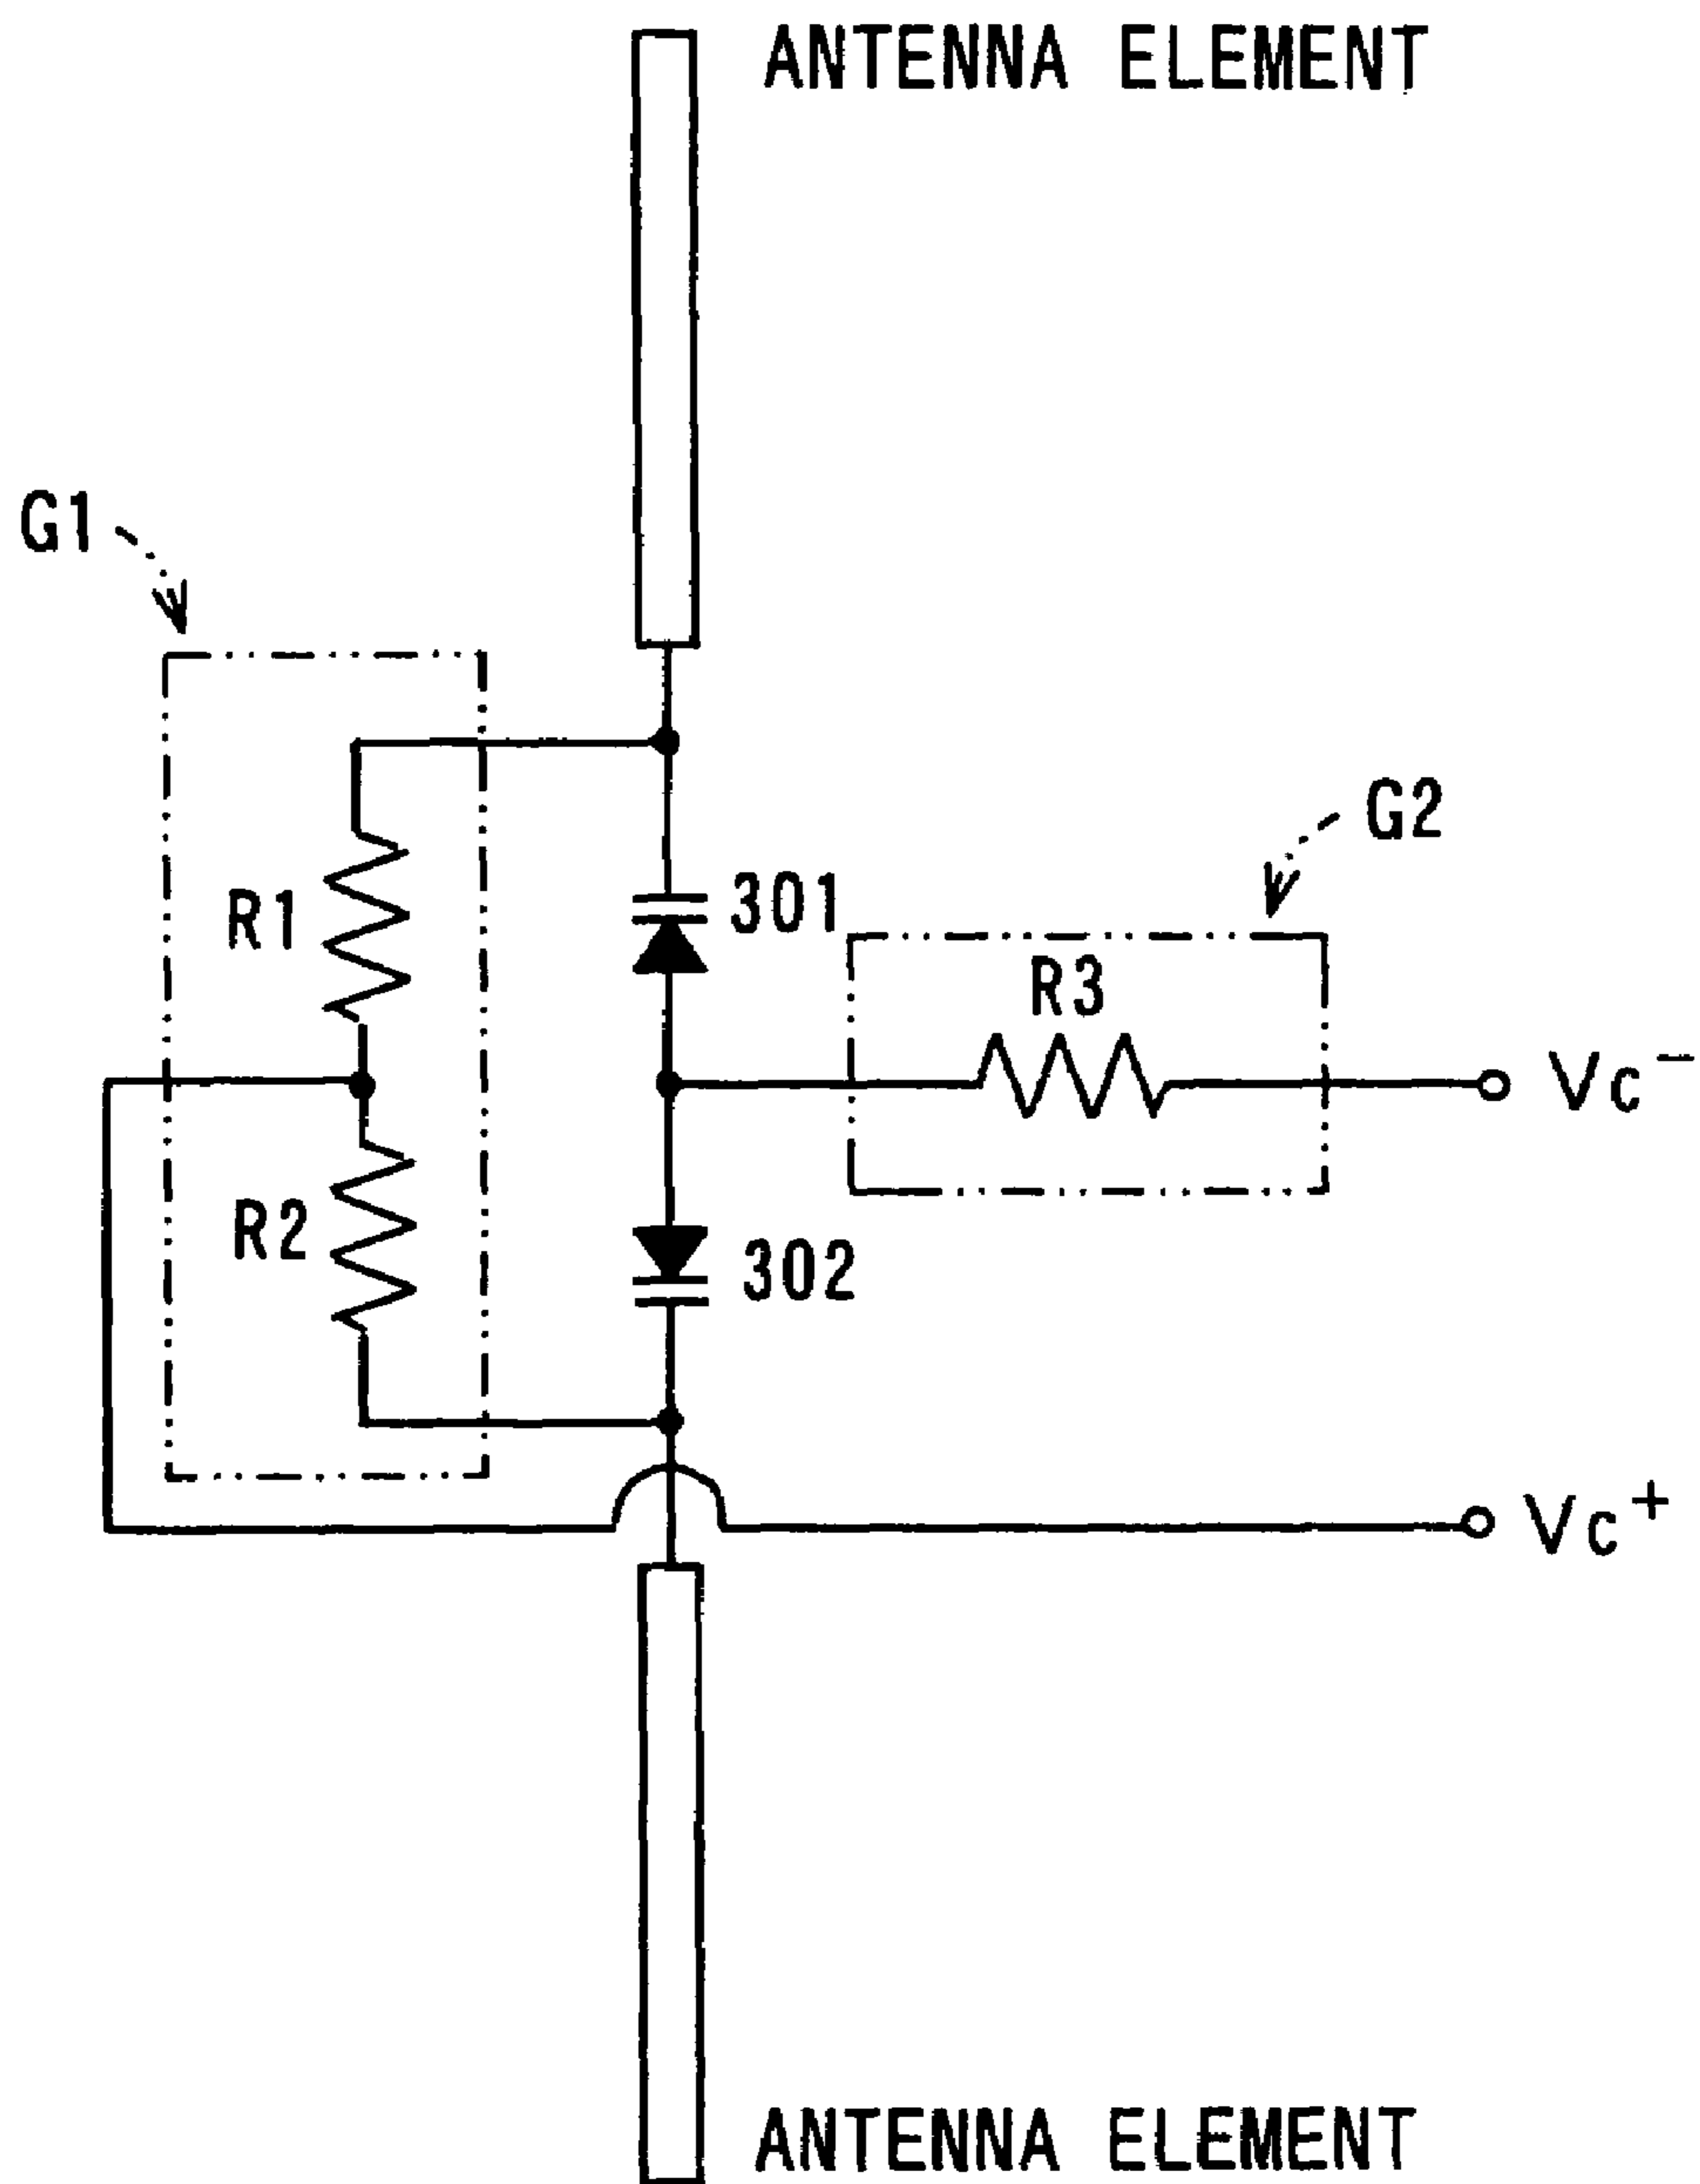 ANTENNA ELEMENT
G1
G2
R1
301
R3
Vc⁻
R2
302
Vc⁺
ANTENNA ELEMENT